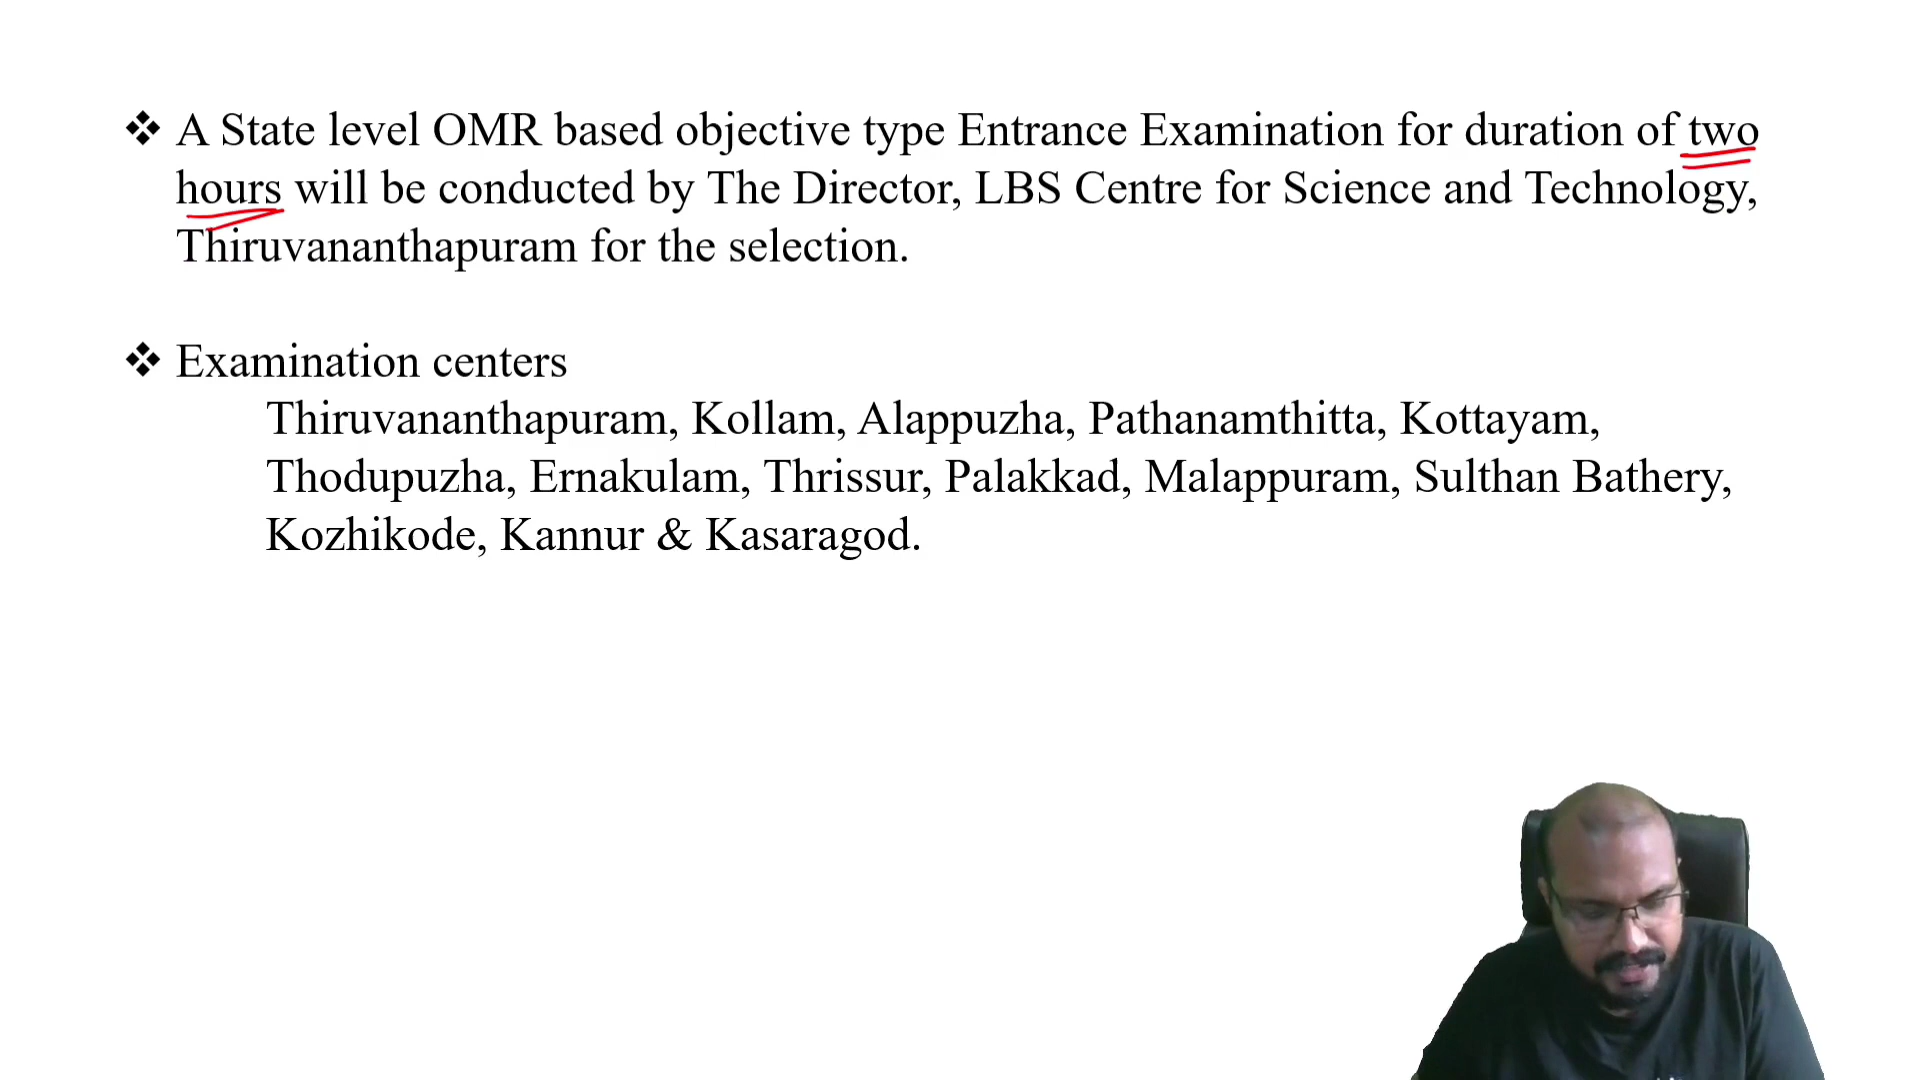 ❖ A State level OMR based objective type Entrance Examination for duration of two
hours will be conducted by The Director, LBS Centre for Science and Technology,
Thiruvananthapuram for the selection.
❖ Examination centers
Thiruvananthapuram, Kollam, Alappuzha, Pathanamthitta, Kottayam,
Thodupuzha, Ernakulam, Thrissur, Palakkad, Malappuram, Sulthan Bathery,
Kozhikode, Kannur & Kasaragod.